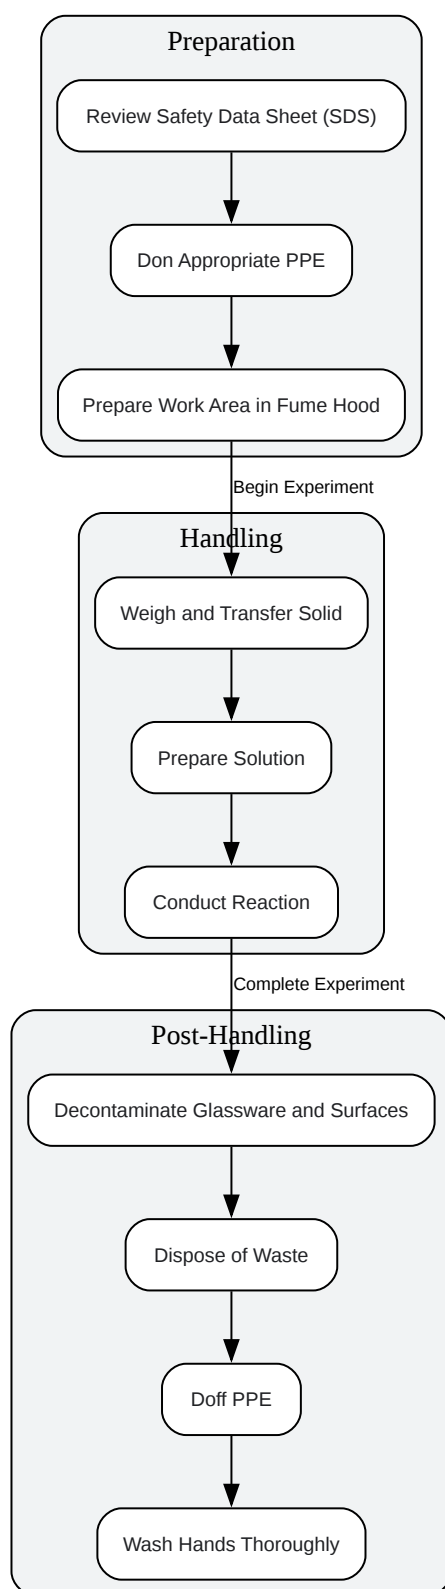 Preparation
Review Safety Data Sheet (SDS)
Don Appropriate PPE
Prepare Work Area in Fume Hood
Begin Experiment
Handling
Weigh and Transfer Solid
Prepare Solution
Conduct Reaction
Complete Experiment
Post-Handling
Decontaminate Glassware and Surfaces
Dispose of Waste
Doff PPE
Wash Hands Thoroughly